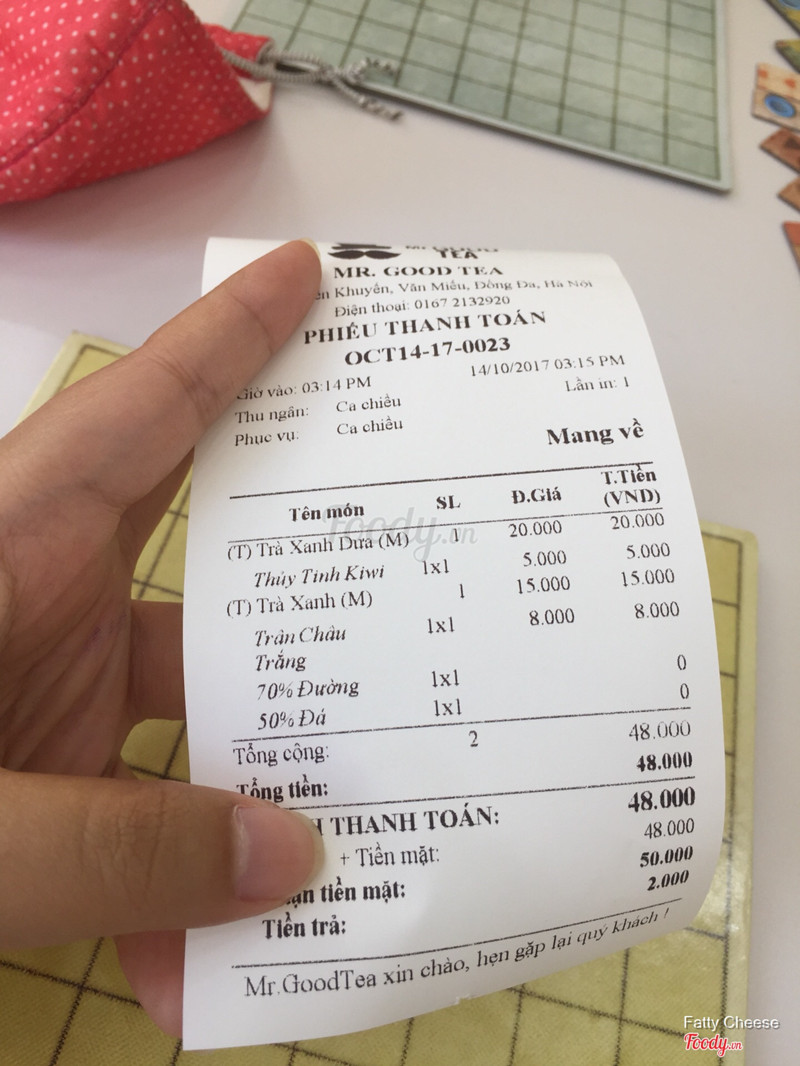 TEA
MR. GOOD TEA
Khuyến, Văn Miếu, Đống Đa, Hà Nội
Điện thoại: 0167 2132920
PHIẾU THANH TOÁN
OCT14-17-0023
Giờ vào: 03:14 PM 14/10/2017 03:15 PM
Thu ngân: Ca chiều Lần in: 1
Phục vụ: Ca chiều
Mang về
Tên món SL Đ.Giá T.Tiền (VND)
(T) Trà Xanh Dưa (M) 1 20.000 20.000
Thủy Tinh Kiwi 1x1 5.000 5.000
(T) Trà Xanh (M) 1 15.000 15.000
Trân Châu 1x1 8.000 8.000
Trắng
70% Đường 1x1 0
50% Đá 1x1 0
Tổng cộng: 2 48.000
Tổng tiền: 48.000
THANH TOÁN: 48.000
+ Tiền mặt: 48.000
tiền mặt: 50.000
Tiền trả: 2.000
Mr.GoodTea xin chào, hẹn gặp lại quý khách !
Foody.vn
Fatty Cheese
Foody.vn